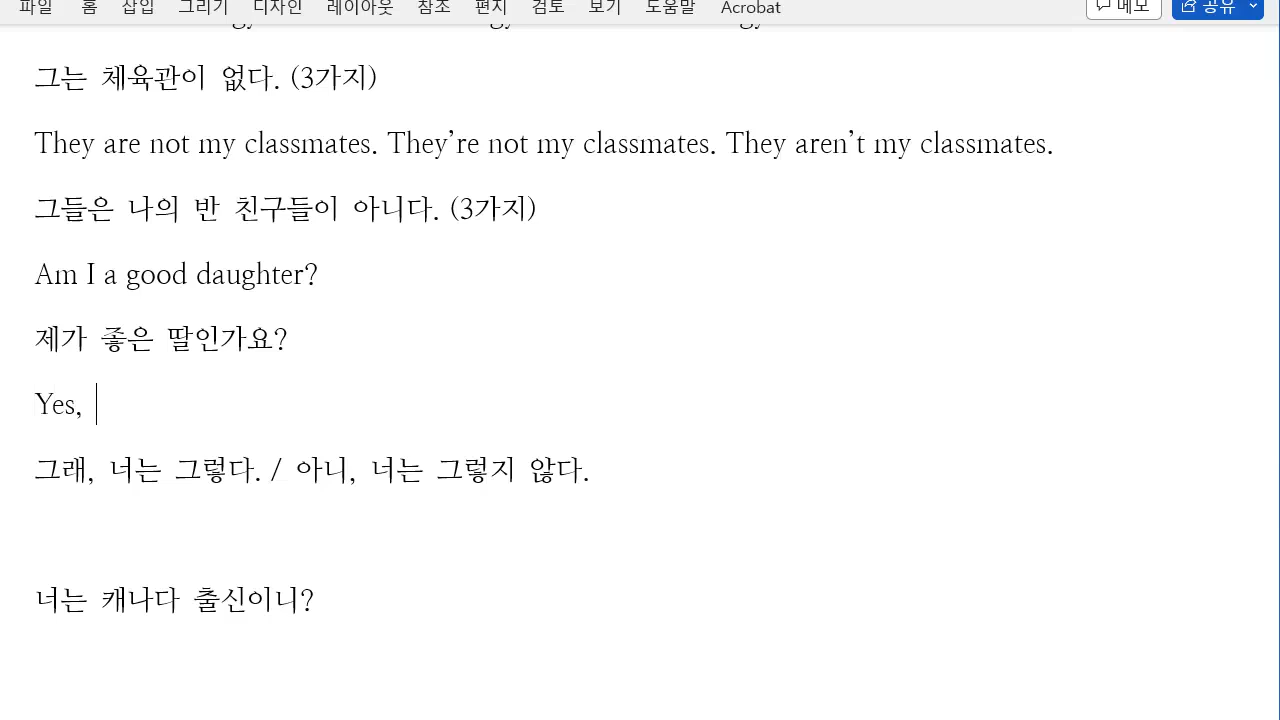 파일 홈 삽입 그리기 디자인 레이아웃 참조 편지 검토 보기 도움말 Acrobat 메모 공유
그는 체육관이 없다. (3가지)
They are not my classmates. They’re not my classmates. They aren’t my classmates.
그들은 나의 반 친구들이 아니다. (3가지)
Am I a good daughter?
제가 좋은 딸인가요?
Yes,
그래, 너는 그렇다. / 아니, 너는 그렇지 않다.
너는 캐나다 출신이니?